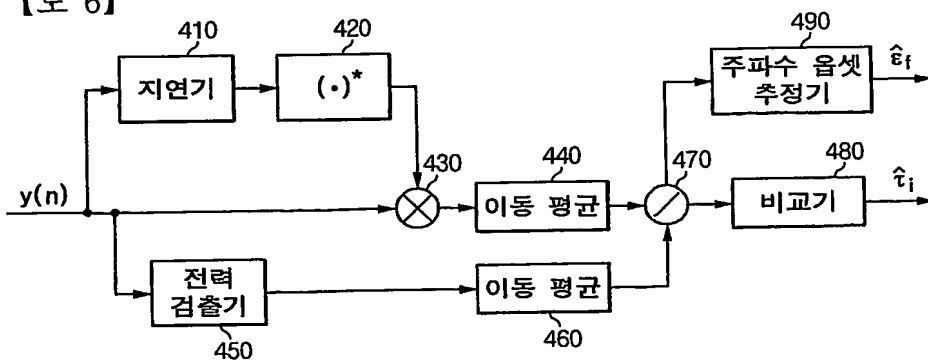 【도 6】
410
지연기
420
(·)*
430
440
이동 평균
470
490
주파수 옵셋
추정기
ε̂f
480
비교기
τ̂i
y(n)
전력
검출기
450
이동 평균
460